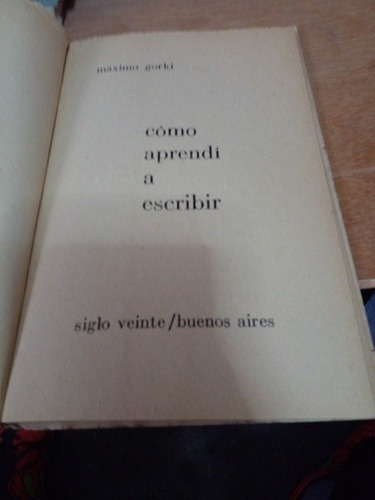 máximo gorki
cómo
aprendí
a
escribir
siglo veinte/buenos aires